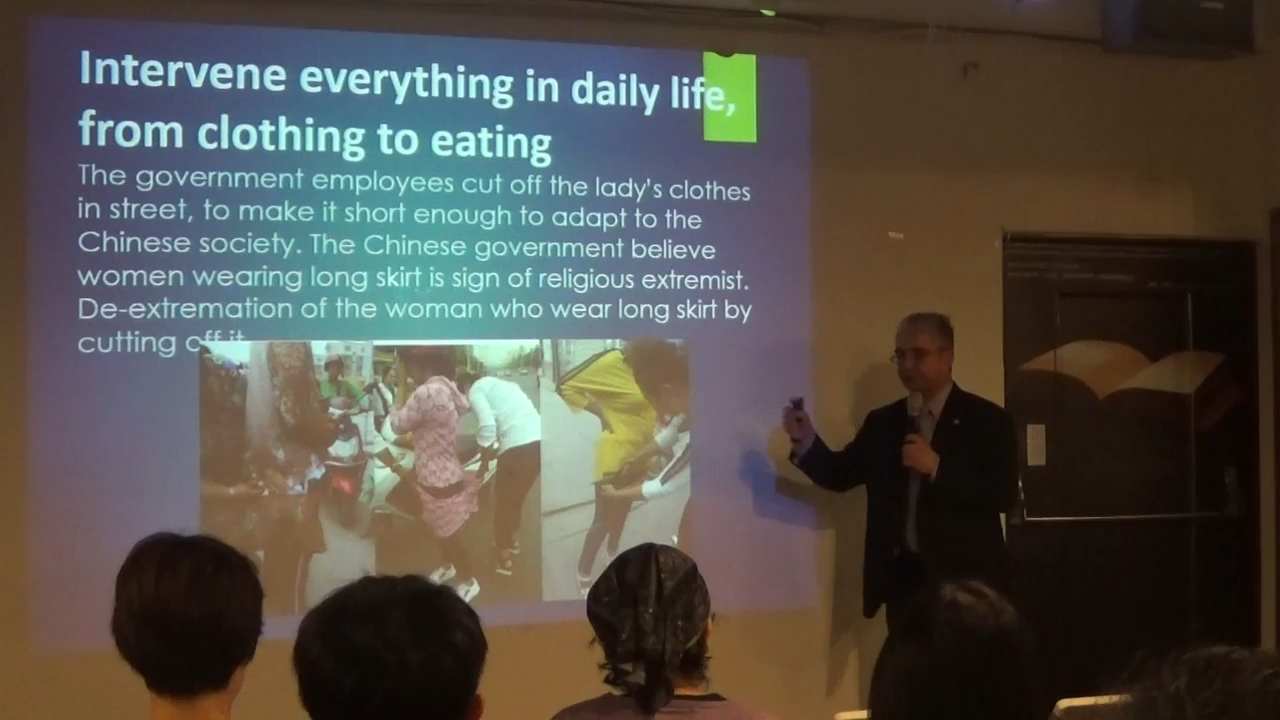 Intervene everything in daily life,
from clothing to eating
The government employees cut off the lady's clothes
in street, to make it short enough to adapt to the
Chinese society. The Chinese government believe
women wearing long skirt is sign of religious extremist.
De-extremation of the woman who wear long skirt by
cutting off it